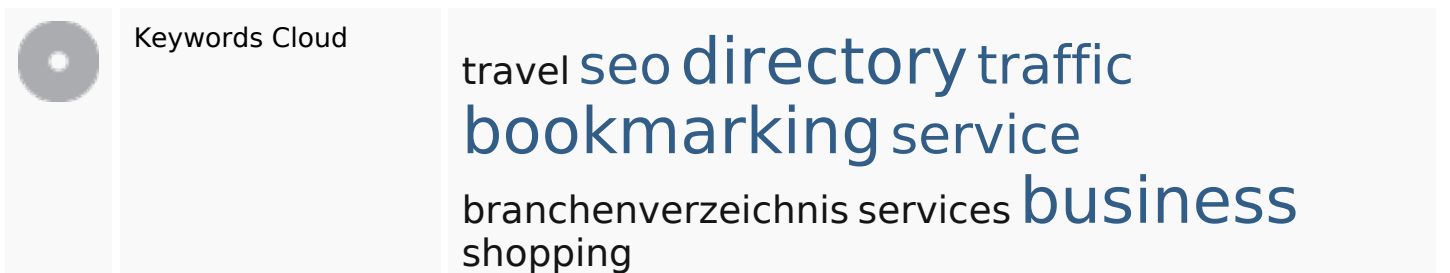 Keywords Cloud
travel seo directory traffic
bookmarking service
branchenverzeichnis services business
shopping